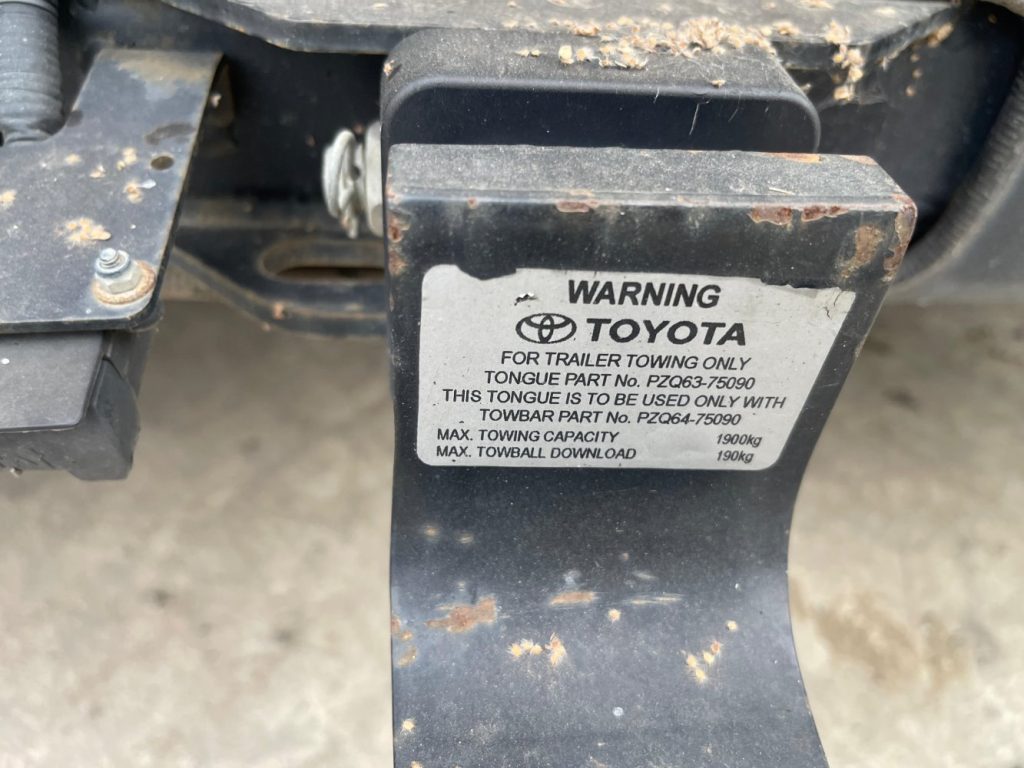 WARNING
TOYOTA
FOR TRAILER TOWING ONLY
TONGUE PART No. PZQ63-75090
THIS TONGUE IS TO BE USED ONLY WITH
TOWBAR PART No. PZQ64-75090
MAX. TOWING CAPACITY 1900kg
MAX. TOWBALL DOWNLOAD 190kg